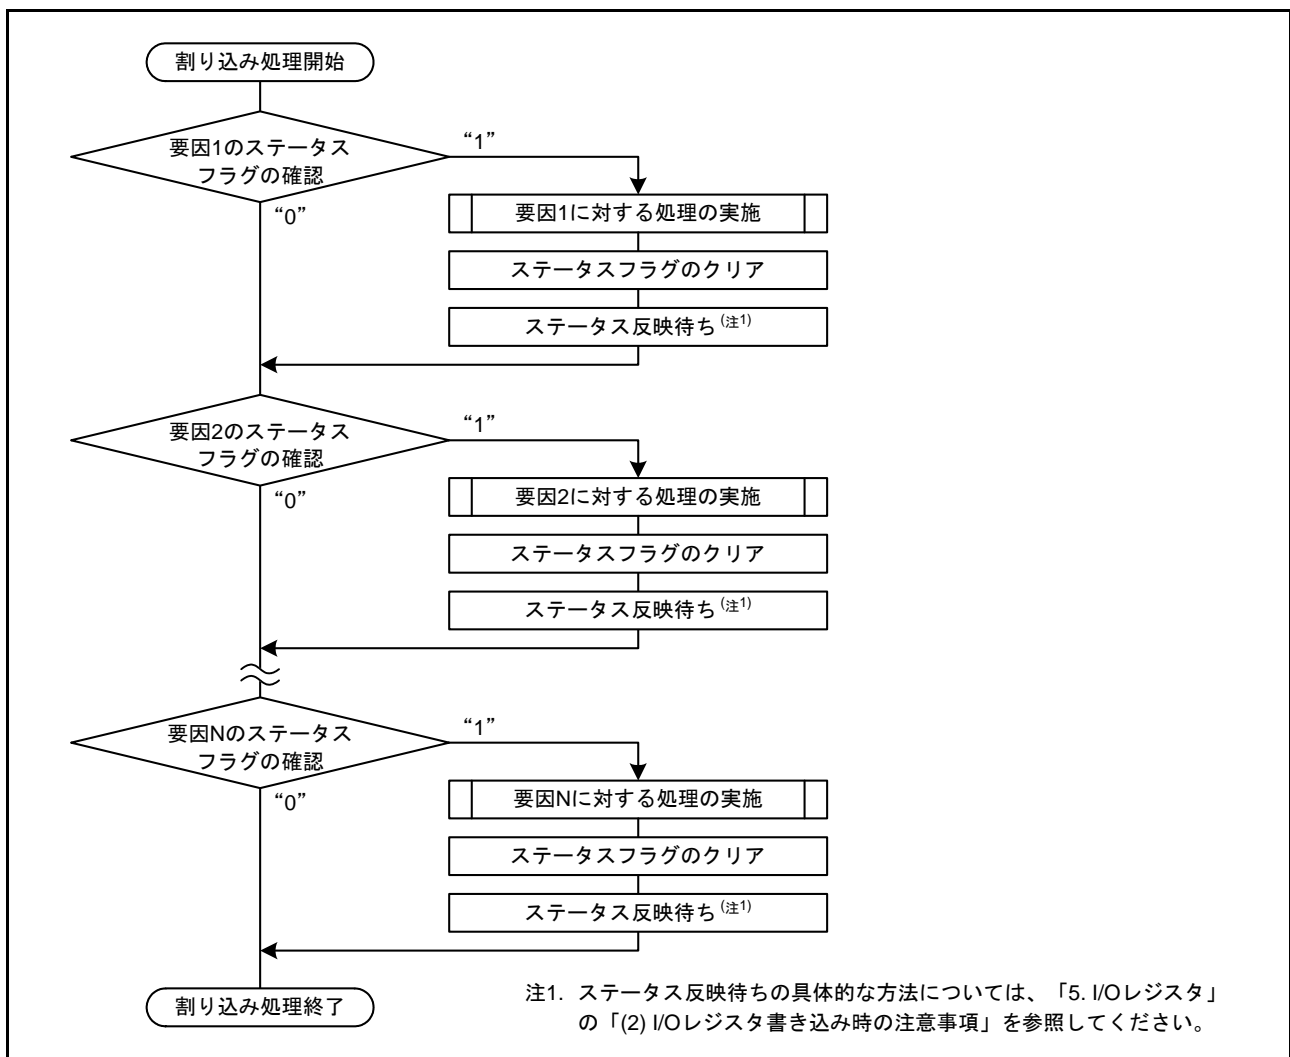 割り込み処理開始
要因1のステータス
フラグの確認
“1”
“0”
要因1に対する処理の実施
ステータスフラグのクリア
ステータス反映待ち(注1)
要因2のステータス
フラグの確認
“1”
“0”
要因2に対する処理の実施
ステータスフラグのクリア
ステータス反映待ち(注1)
要因Nのステータス
フラグの確認
“1”
“0”
要因Nに対する処理の実施
ステータスフラグのクリア
ステータス反映待ち(注1)
割り込み処理終了
注1. ステータス反映待ちの具体的な方法については、「5. I/Oレジスタ」
の「(2) I/Oレジスタ書き込み時の注意事項」を参照してください。